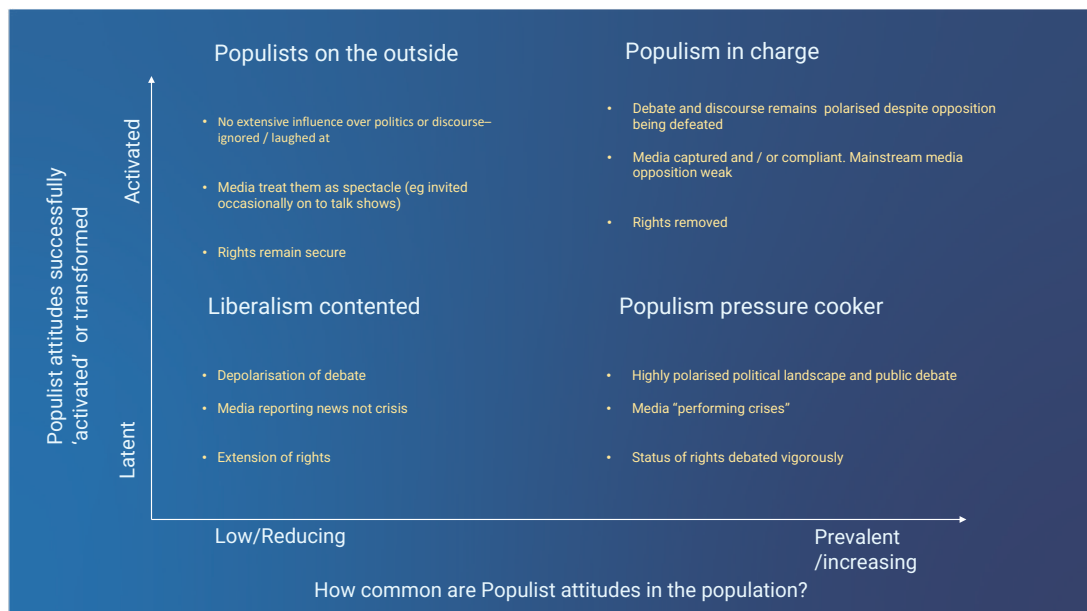 Populists on the outside
• No extensive influence over politics or discourse–
ignored / laughed at
• Media treat them as spectacle (eg invited
occasionally on to talk shows)
• Rights remain secure
Populism in charge
• Debate and discourse remains polarised despite opposition
being defeated
• Media captured and / or compliant. Mainstream media
opposition weak
• Rights removed
Populist attitudes successfully
‘activated’ or transformed
Activated
Latent
Liberalism contented
• Depolarisation of debate
• Media reporting news not crisis
• Extension of rights
Populism pressure cooker
• Highly polarised political landscape and public debate
• Media “performing crises”
• Status of rights debated vigorously
Low/Reducing
Prevalent
/increasing
How common are Populist attitudes in the population?